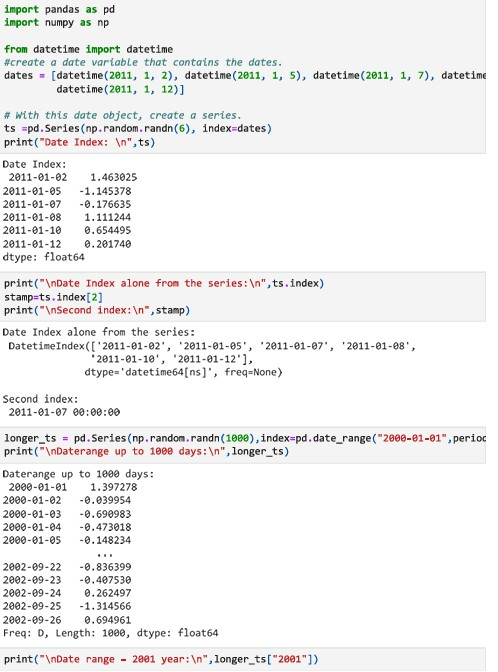 import pandas as pd
import numpy as np
from datetime import datetime
#create a date variable that contains the dates.
dates = [datetime(2011, 1, 2), datetime(2011, 1, 5), datetime(2011, 1, 7), datetime
datetime(2011, 1, 12)]
# With this date object, create a series.
ts =pd.Series(np.random.randn(6), index=dates)
print("Date Index: \n",ts)
Date Index:
2011-01-02 1.463025
2011-01-05 -1.145378
2011-01-07 -0.176635
2011-01-08 1.111244
2011-01-10 0.654495
2011-01-12 0.201740
dtype: float64
print("\nDate Index alone from the series:\n",ts.index)
stamp=ts.index[2]
print("\nSecond index:\n",stamp)
Date Index alone from the series:
DatetimeIndex(['2011-01-02', '2011-01-05', '2011-01-07', '2011-01-08',
'2011-01-10', '2011-01-12'],
dtype='datetime64[ns]', freq=None)
Second index:
2011-01-07 00:00:00
longer_ts = pd.Series(np.random.randn(1000),index=pd.date_range("2000-01-01",period
print("\nDaterange up to 1000 days:\n",longer_ts)
Daterange up to 1000 days:
2000-01-01 1.397278
2000-01-02 -0.039954
2000-01-03 -0.690983
2000-01-04 -0.473018
2000-01-05 -0.148234
...
2002-09-22 -0.836399
2002-09-23 -0.407530
2002-09-24 0.262497
2002-09-25 -1.314566
2002-09-26 0.694961
Freq: D, Length: 1000, dtype: float64
print("\nDate range - 2001 year:\n",longer_ts["2001"])